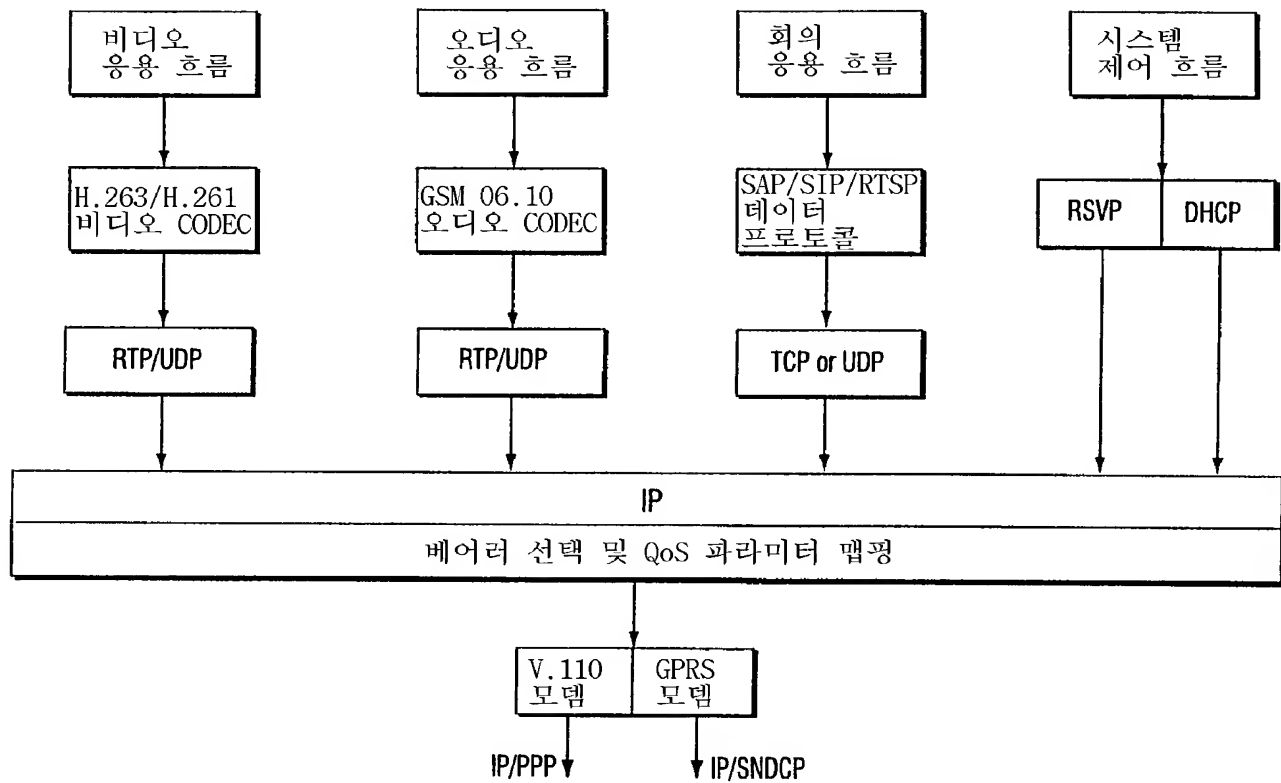 비디오
응용 흐름
오디오
응용 흐름
회의
응용 흐름
시스템
제어 흐름
H.263/H.261
비디오 CODEC
GSM 06.10
오디오 CODEC
SAP/SIP/RTSP
데이터
프로토콜
RSVP
DHCP
RTP/UDP
RTP/UDP
TCP or UDP
IP
베어러 선택 및 QoS 파라미터 맵핑
V.110
모뎀
GPRS
모뎀
IP/PPP
IP/SNDCP